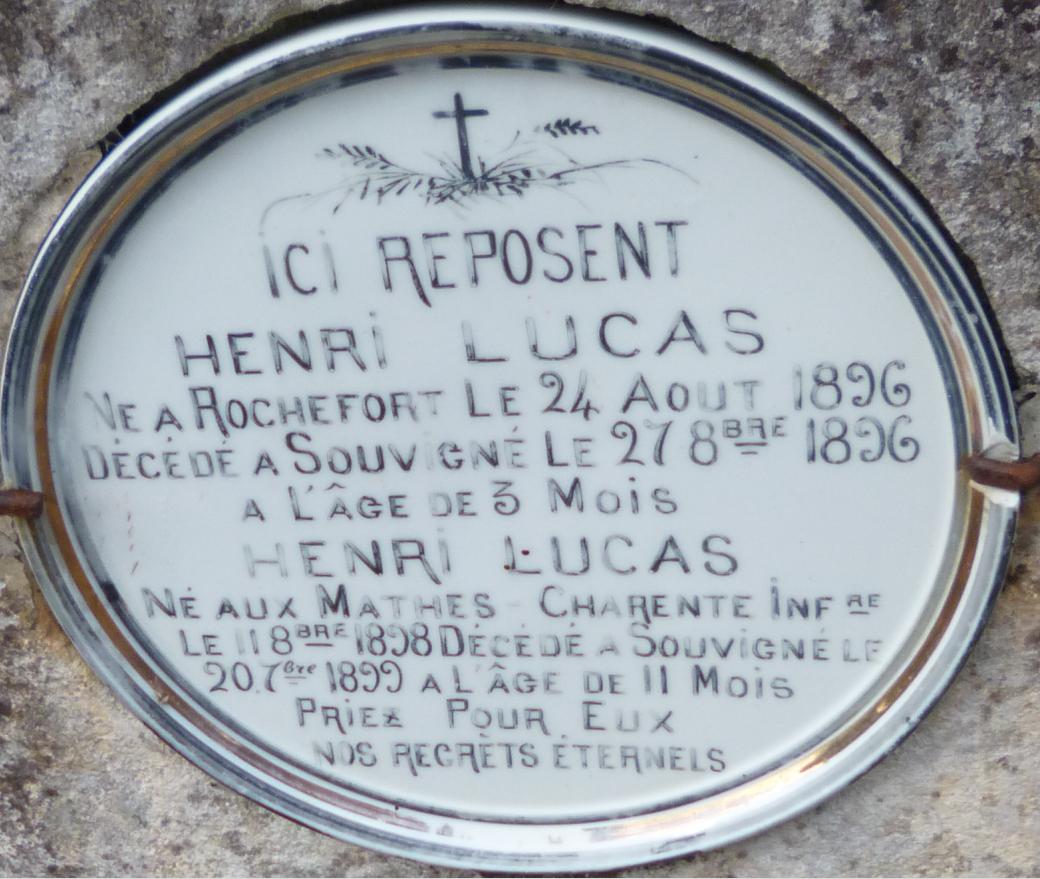 ICI REPOSENT
HENRI LUCAS
NE A ROCHEFORT LE 24 AOUT 1896
DÉCÉDÉ A SOUVIGNÉ LE 27 8BRE 1896
A L'ÂGE DE 3 MOIS
HENRI LUCAS
NÉ AUX MATHES - CHARENTE INFRE
LE 11 8BRE 1898 DÉCÉDÉ A SOUVIGNÉ LE
20.7bre 1899 A L'ÂGE DE 11 MOIS
PRIEZ POUR EUX
NOS REGRÈTS ÉTERNELS